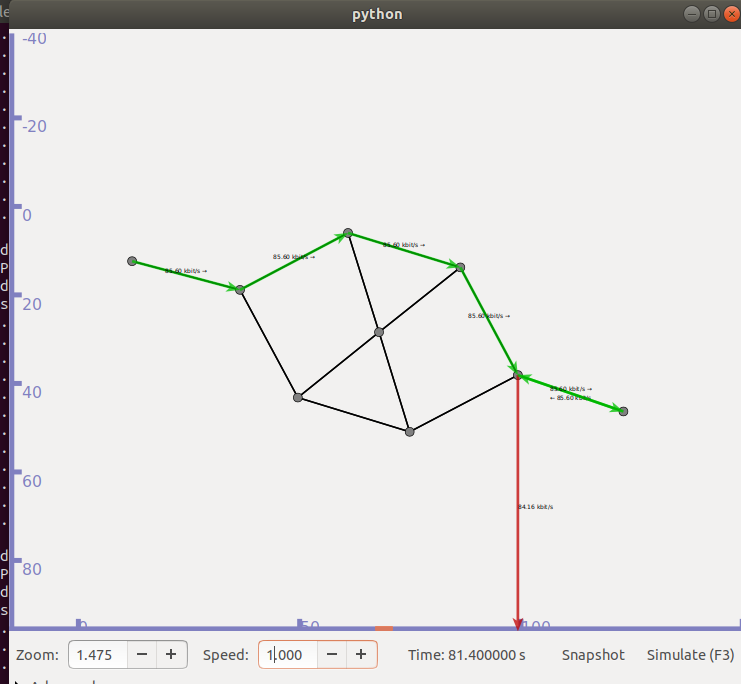 python
-40
-20
0
20
40
60
80
85.60 kbit/s →
85.60 kbit/s →
85.60 kbit/s →
85.60 kbit/s →
85.60 kbit/s →
← 85.60 kbit/s
84.16 kbit/s
0
50
100
Zoom: 1.475 − + Speed: 1.000 − + Time: 81.400000 s Snapshot Simulate (F3)